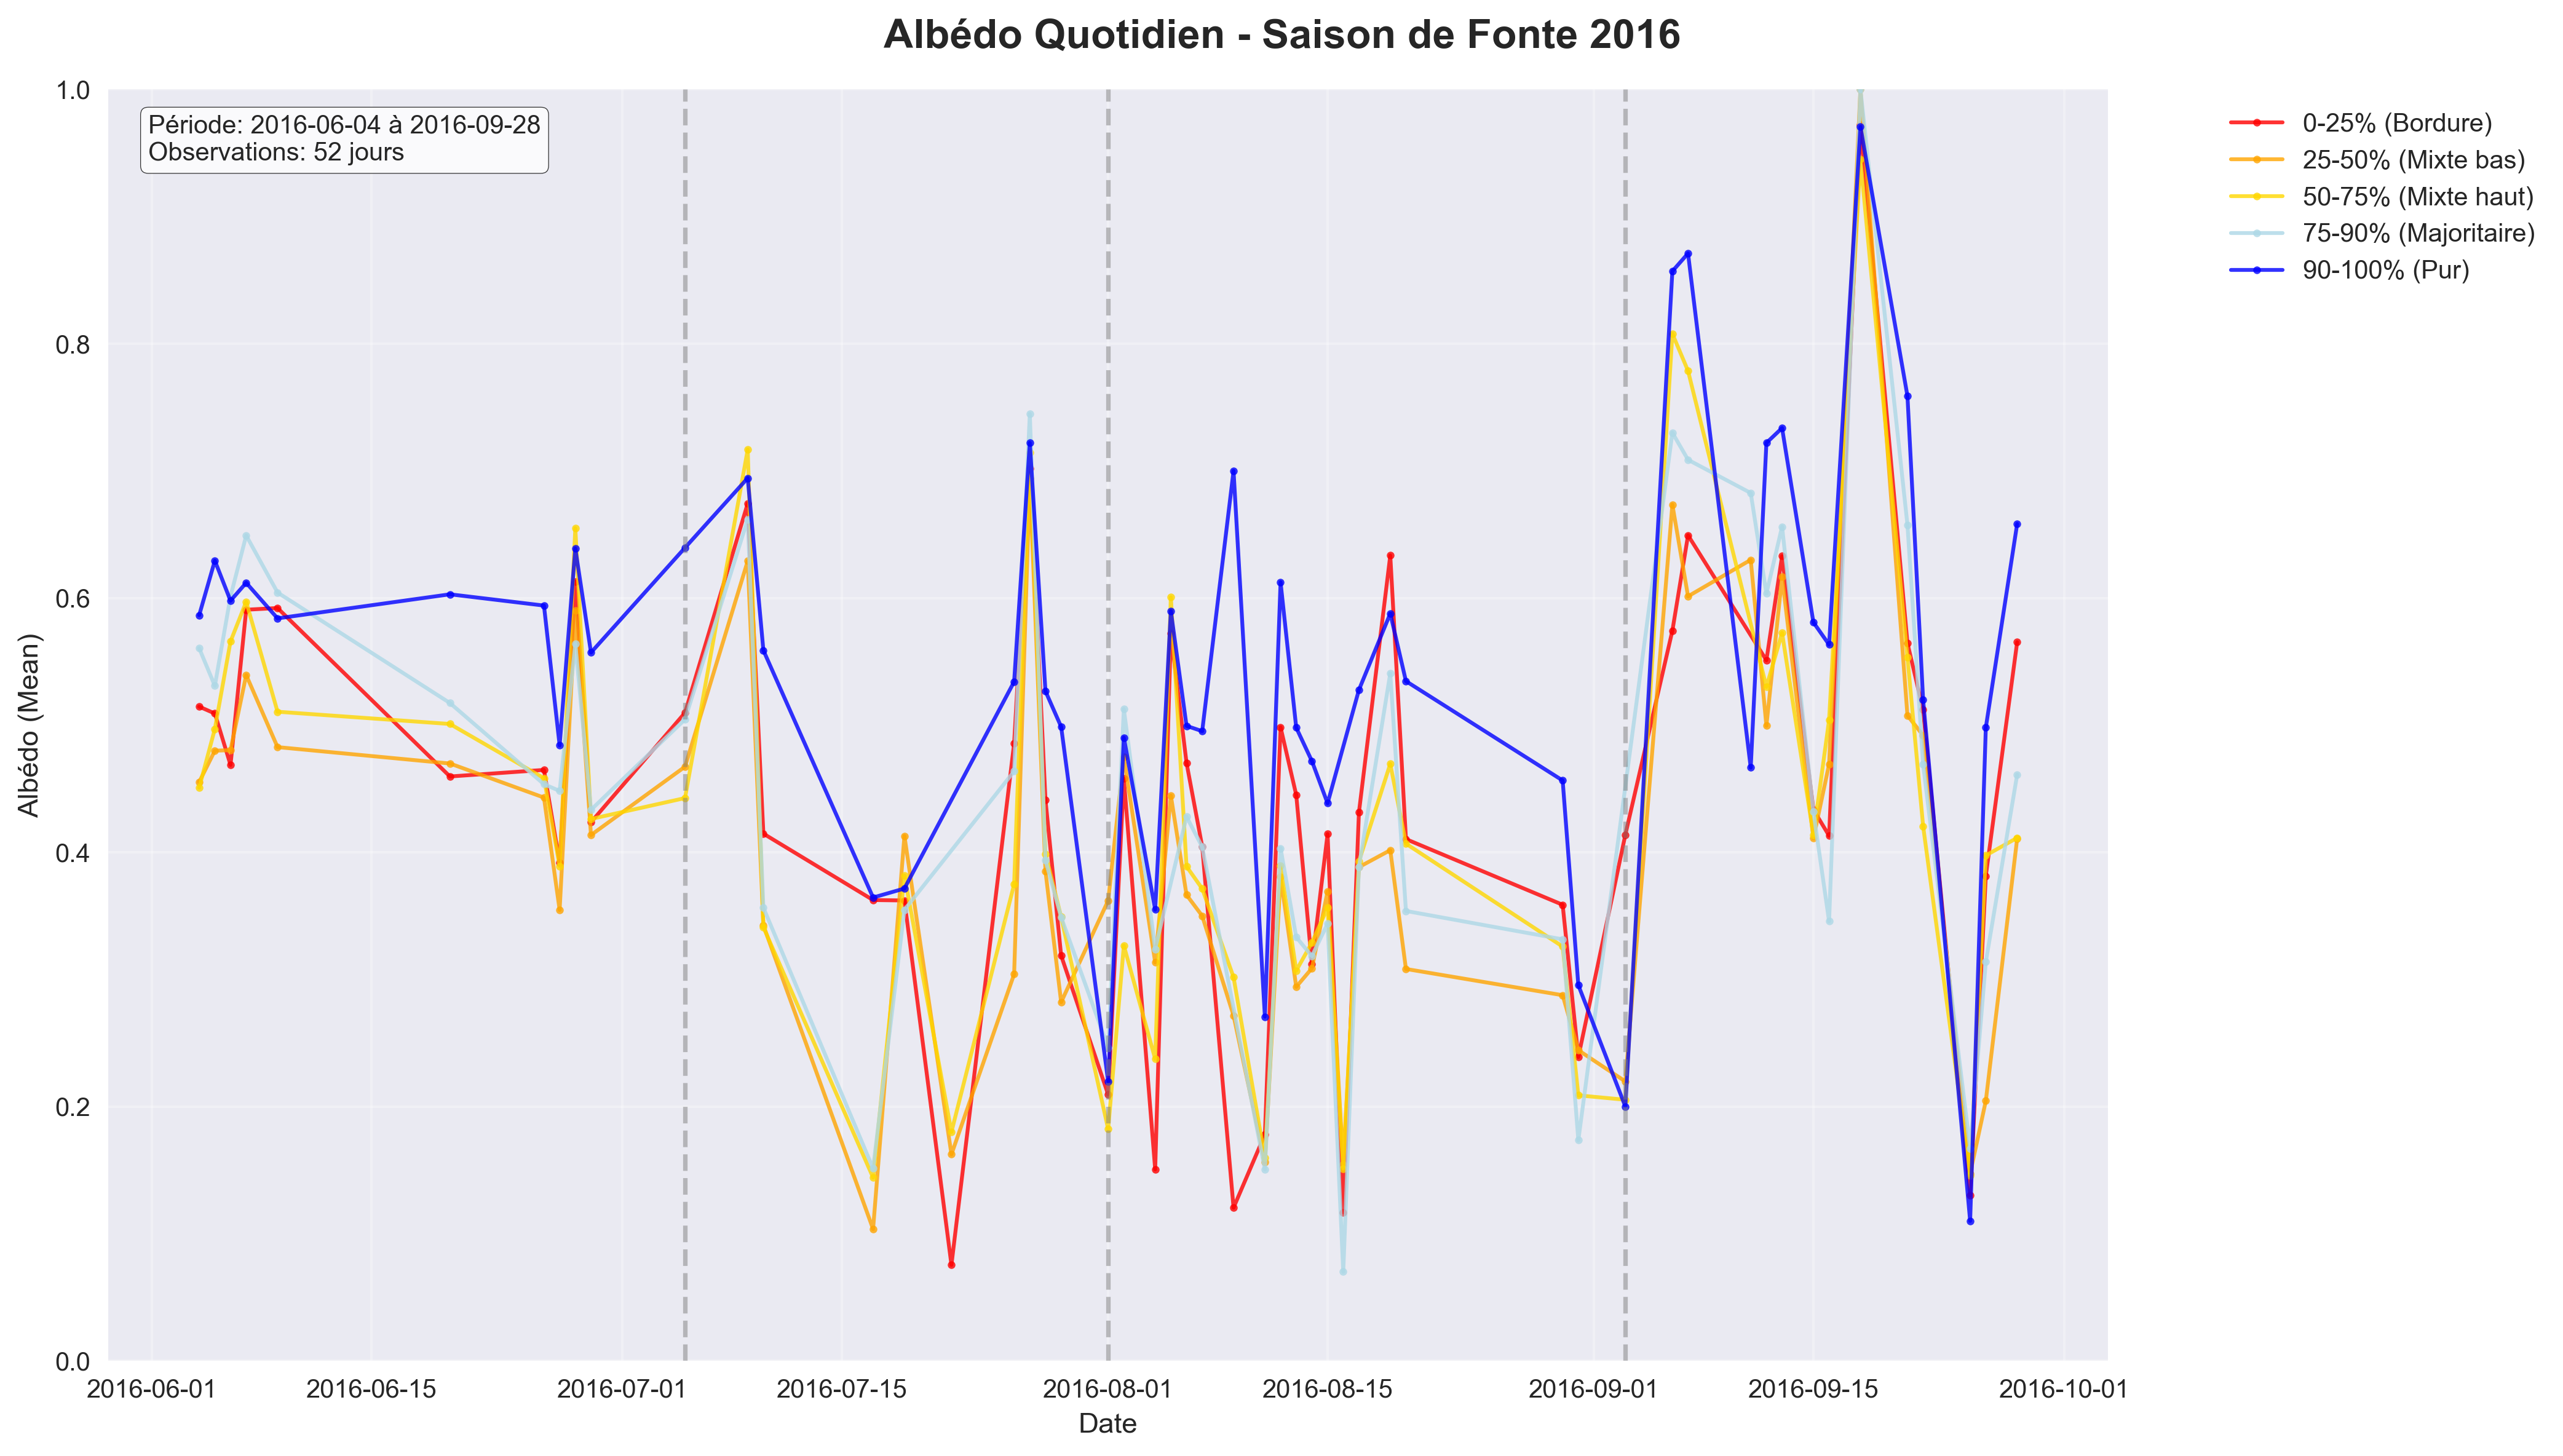 Albédo Quotidien - Saison de Fonte 2016
Période: 2016-06-04 à 2016-09-28
Observations: 52 jours
0-25% (Bordure)
25-50% (Mixte bas)
50-75% (Mixte haut)
75-90% (Majoritaire)
90-100% (Pur)
Albédo (Mean)
1.0
0.8
0.6
0.4
0.2
0.0
2016-06-01
2016-06-15
2016-07-01
2016-07-15
2016-08-01
2016-08-15
2016-09-01
2016-09-15
2016-10-01
Date